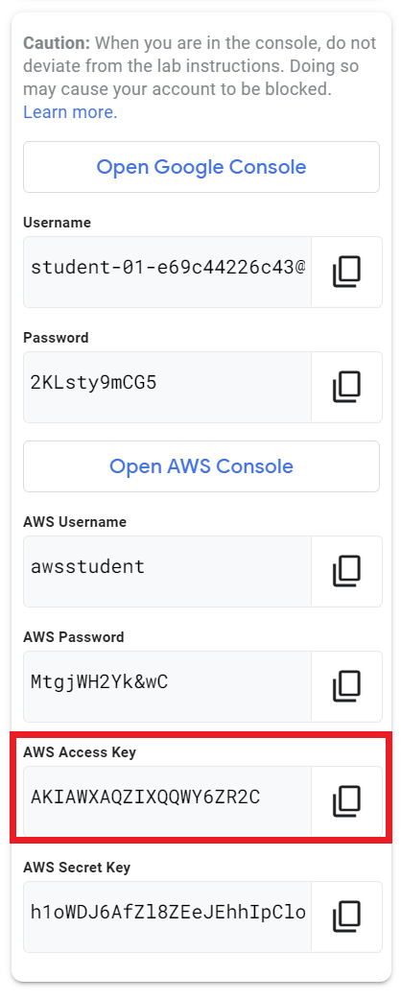 Caution: When you are in the console, do not
deviate from the lab instructions. Doing so
may cause your account to be blocked.
Learn more.
Open Google Console
Username
student-01-e69c44226c43@
Password
2KLsty9mCG5
Open AWS Console
AWS Username
awsstudent
AWS Password
MtgjWH2Yk&wC
AWS Access Key
AKIAWXAQZIXQQWY6ZR2C
AWS Secret Key
h1oWDJ6AfZl8ZEeJEhhIpClo